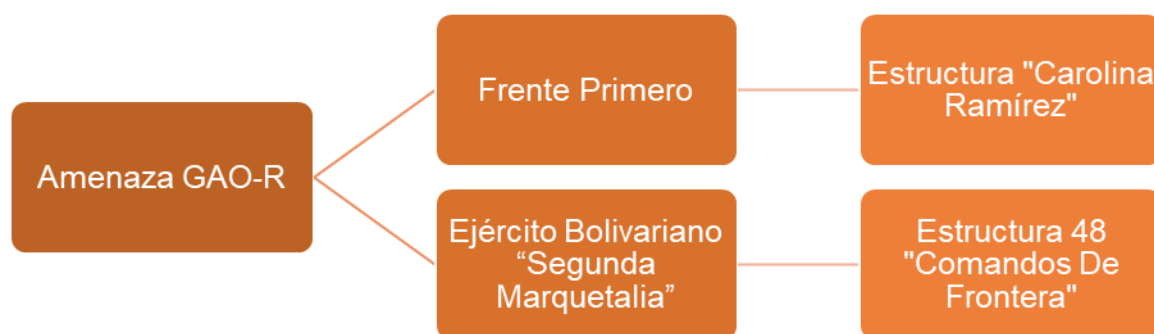 Amenaza GAO-R
Frente Primero
Estructura "Carolina
Ramírez"
Ejército Bolivariano
“Segunda
Marquetalia”
Estructura 48
"Comandos De
Frontera"